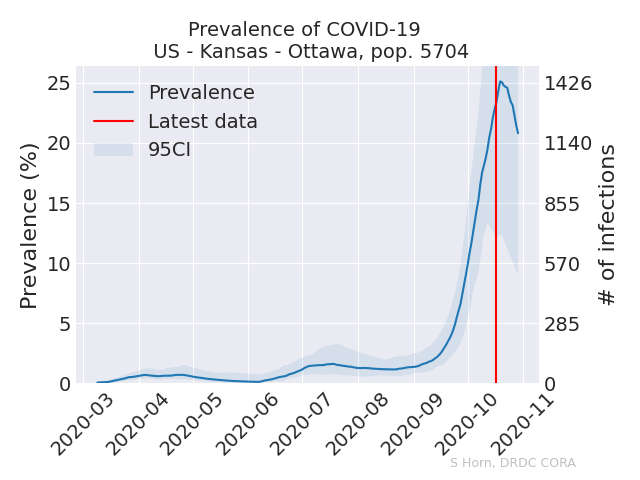 Prevalence of COVID-19
US - Kansas - Ottawa, pop. 5704
Prevalence
Latest data
95CI
Prevalence (%)
25
20
15
10
5
0
1426
1140
855
570
285
0
# of infections
2020-03
2020-04
2020-05
2020-06
2020-07
2020-08
2020-09
2020-10
2020-11
S Horn, DRDC CORA